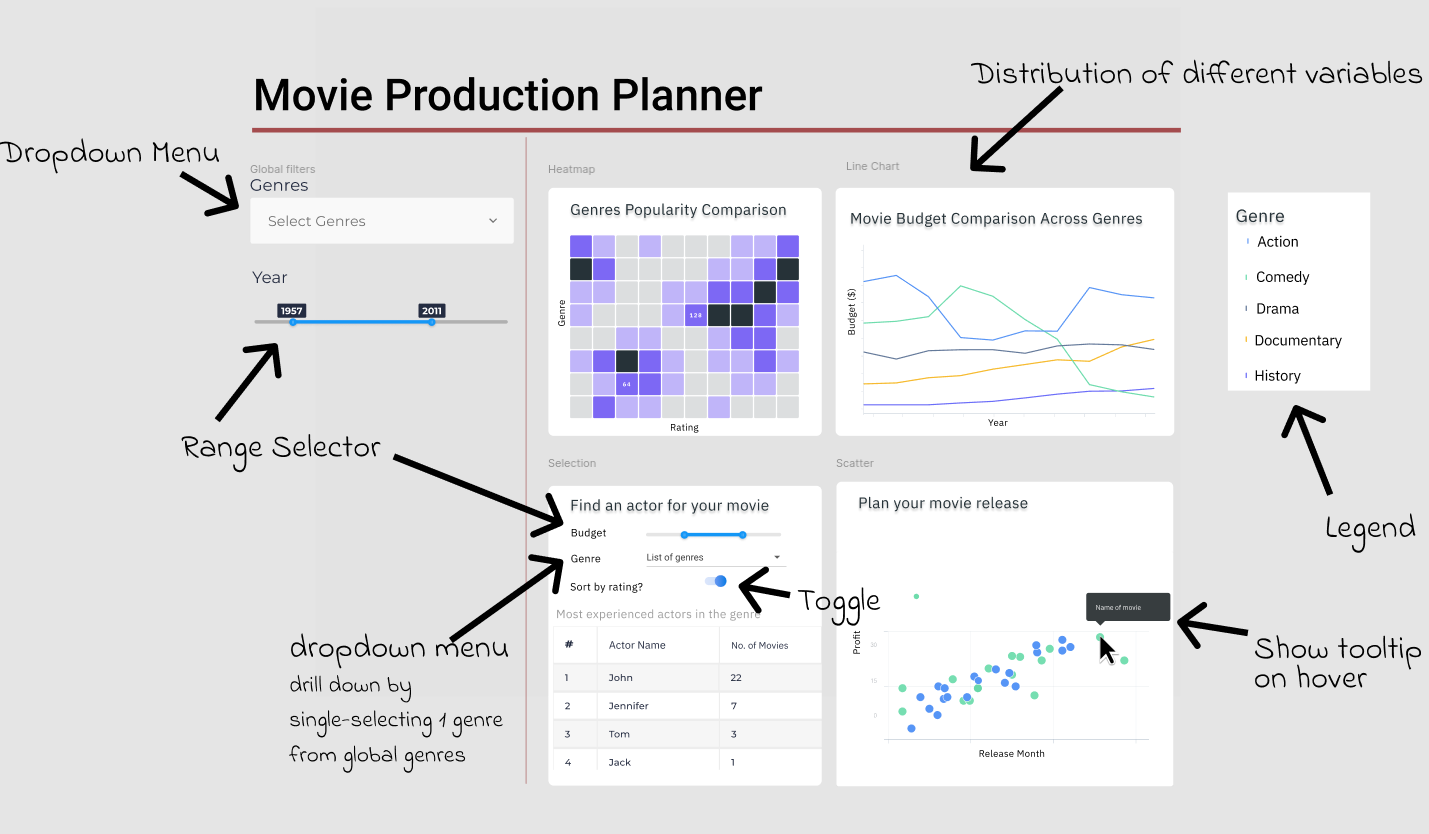 Distribution of different variables
Movie Production Planner
Dropdown Menu
Global filters
Genres
Select Genres
Year
1957
2011
Range Selector
Heatmap
Genres Popularity Comparison
Genre
128
64
Rating
Line Chart
Movie Budget Comparison Across Genres
Budget ($)
Year
Genre
Action
Comedy
Drama
Documentary
History
Legend
Selection
Find an actor for your movie
Budget
Genre
List of genres
Sort by rating?
Toggle
Most experienced actors in the genre
# Actor Name No. of Movies
1 John 22
2 Jennifer 7
3 Tom 3
4 Jack 1
dropdown menu
drill down by
single-selecting 1 genre
from global genres
Scatter
Plan your movie release
Name of movie
Profit
20
15
Release Month
Show tooltip
on hover